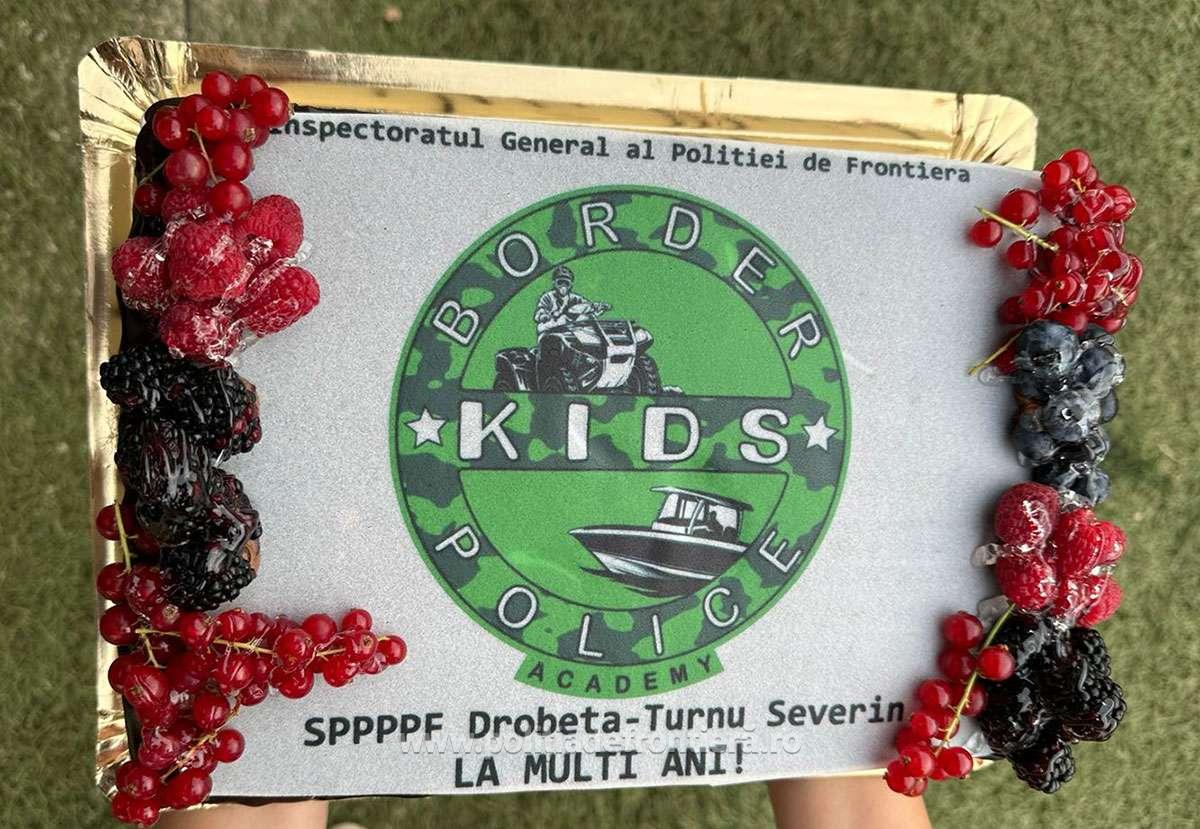 Inspectoratul General al Politiei de Frontiera
BORDER
KIDS
POLICE
ACADEMY
SPPPPF Drobeta-Turnu Severin
www.politiadefrontiera.ro
LA MULTI ANI!